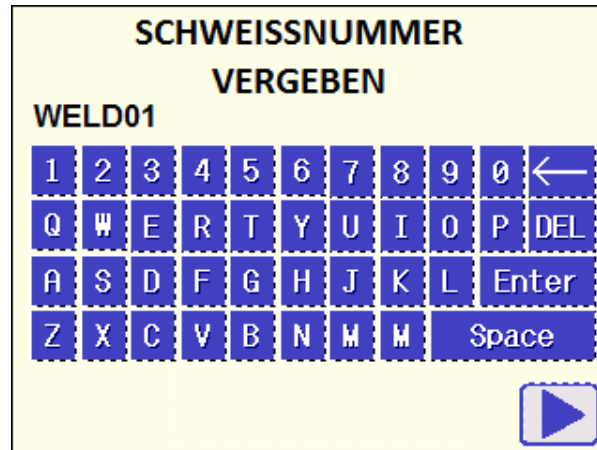 SCHWEISSNUMMER
VERGEBEN
WELD01
1 2 3 4 5 6 7 8 9 0 ←
Q W E R T Y U I O P DEL
A S D F G H J K L Enter
Z X C V B N M M Space